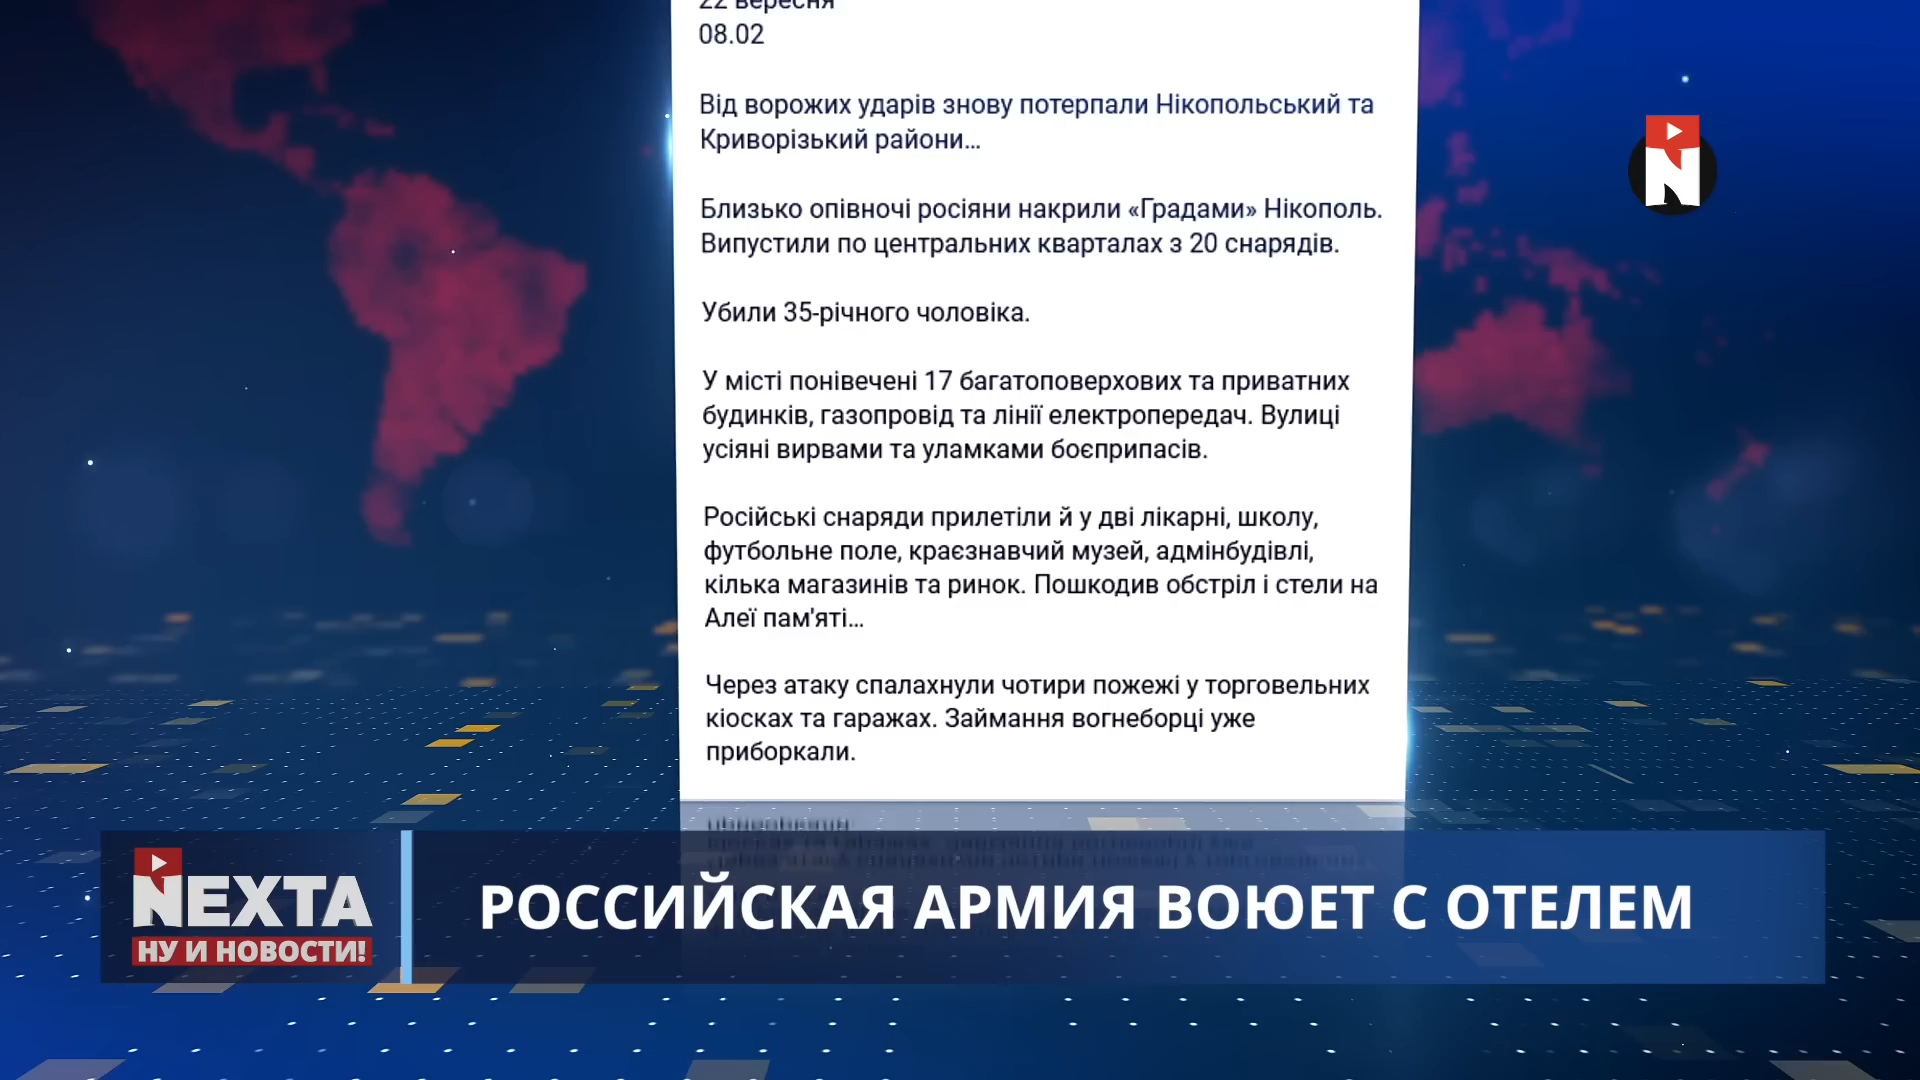 22 вересня
08.02
Від ворожих ударів знову потерпали Нікопольський та
Криворізький райони...
Близько опівночі росіяни накрили «Градами» Нікополь.
Випустили по центральних кварталах з 20 снарядів.
Убили 35-річного чоловіка.
У місті понівечені 17 багатоповерхових та приватних
будинків, газопровід та лінії електропередач. Вулиці
усіяні вирвами та уламками боєприпасів.
Російські снаряди прилетіли й у дві лікарні, школу,
футбольне поле, краєзнавчий музей, адмінбудівлі,
кілька магазинів та ринок. Пошкодив обстріл і стели на
Алеї пам'яті...
Через атаку спалахнули чотири пожежі у торговельних
кіосках та гаражах. Займання вогнеборці уже
приборкали.
N
NEXTA
НУ И НОВОСТИ!
РОССИЙСКАЯ АРМИЯ ВОЮЕТ С ОТЕЛЕМ